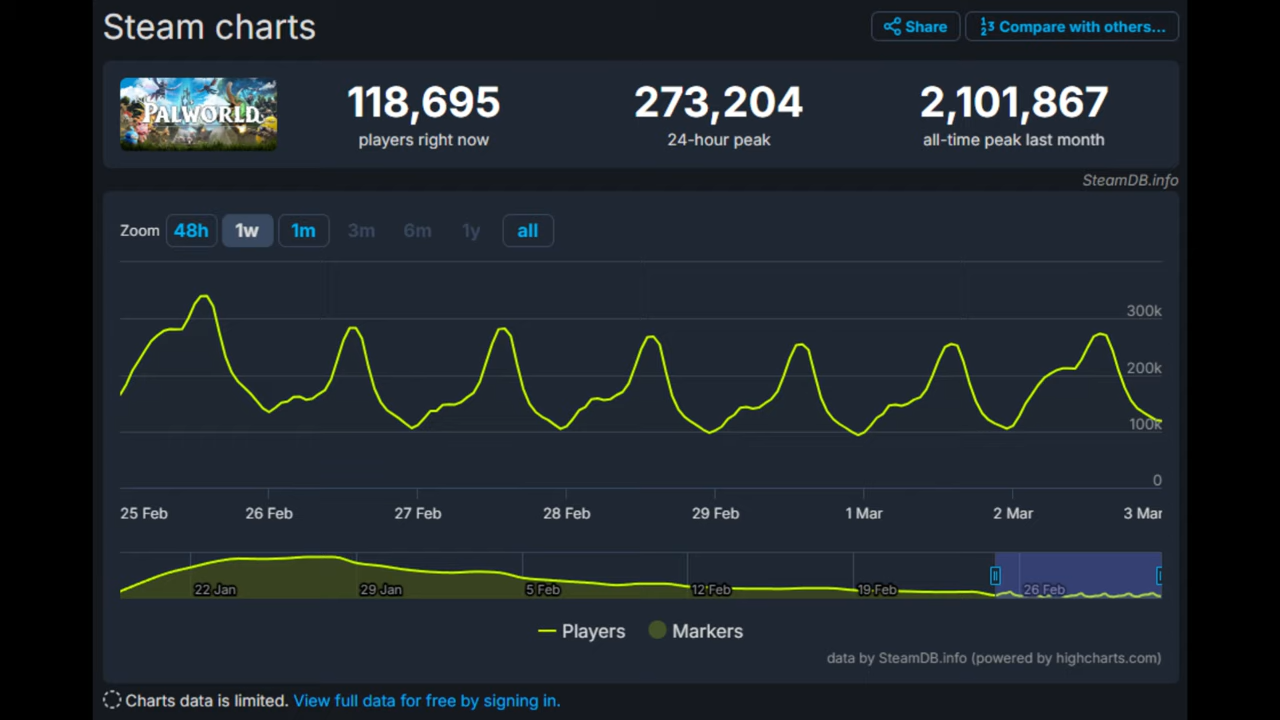 Steam charts
Share
Compare with others...
PALWORLD
118,695
273,204
2,101,867
players right now
24-hour peak
all-time peak last month
SteamDB.info
Zoom 48h 1w 1m 3m 6m 1y all
300k
200k
100k
0
25 Feb 26 Feb 27 Feb 28 Feb 29 Feb 1 Mar 2 Mar 3 Mar
22 Jan 29 Jan 5 Feb 12 Feb 19 Feb 26 Feb
Players Markers
data by SteamDB.info (powered by highcharts.com)
Charts data is limited. View full data for free by signing in.